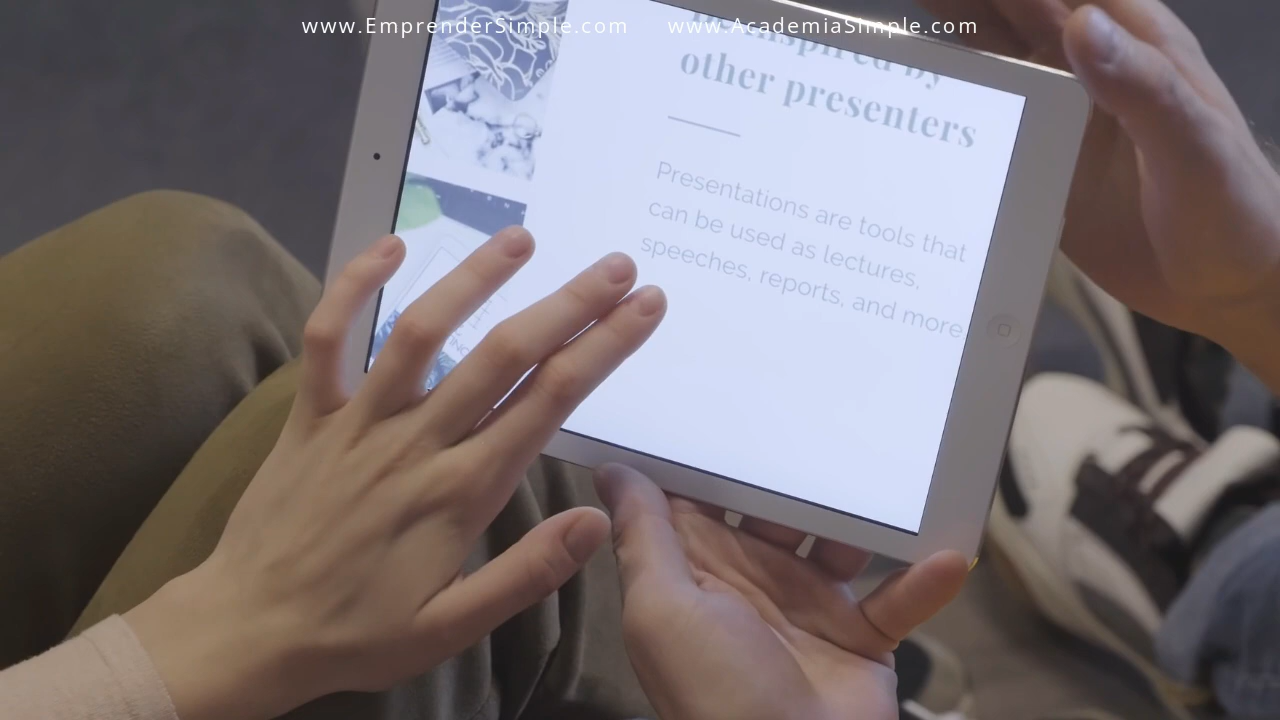 www.EmprenderSimple.com www.AcademiaSimple.com
other presenters
Presentations are tools that
can be used as lectures,
speeches, reports, and more